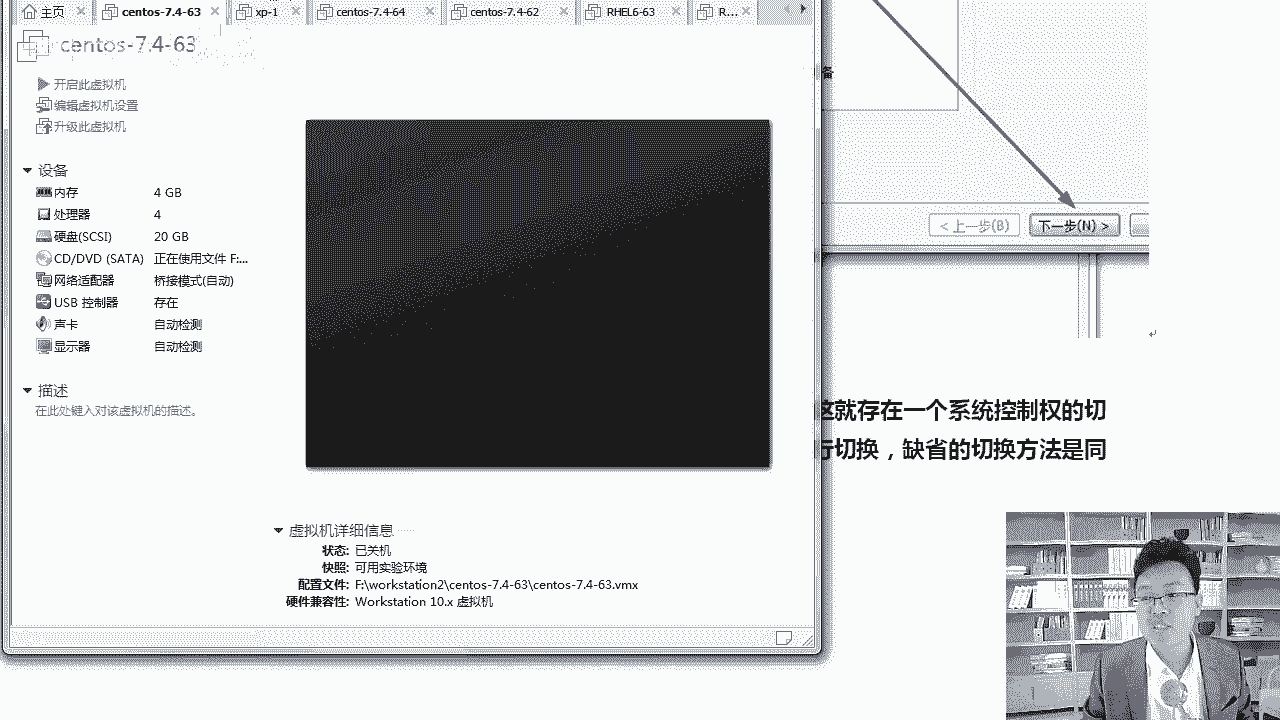 主页
centos-7.4-63
xp-1
centos-7.4-64
centos-7.4-62
RHEL6-63
R...
centos-7.4-63
开启此虚拟机
编辑虚拟机设置
升级此虚拟机
设备
内存 4 GB
处理器 4
硬盘(SCSI) 20 GB
CD/DVD (SATA) 正在使用文件 F:...
网络适配器 桥接模式(自动)
USB 控制器 存在
声卡 自动检测
显示器 自动检测
描述
在此处键入对该虚拟机的描述。
虚拟机详细信息
状态: 已关机
快照: 可用实验环境
配置文件: F:\workstation2\centos-7.4-63\centos-7.4-63.vmx
硬件兼容性: Workstation 10.x 虚拟机
备
< 上一步(B)
下一步(N) >
这就存在一个系统控制权的切
行切换，缺省的切换方法是同